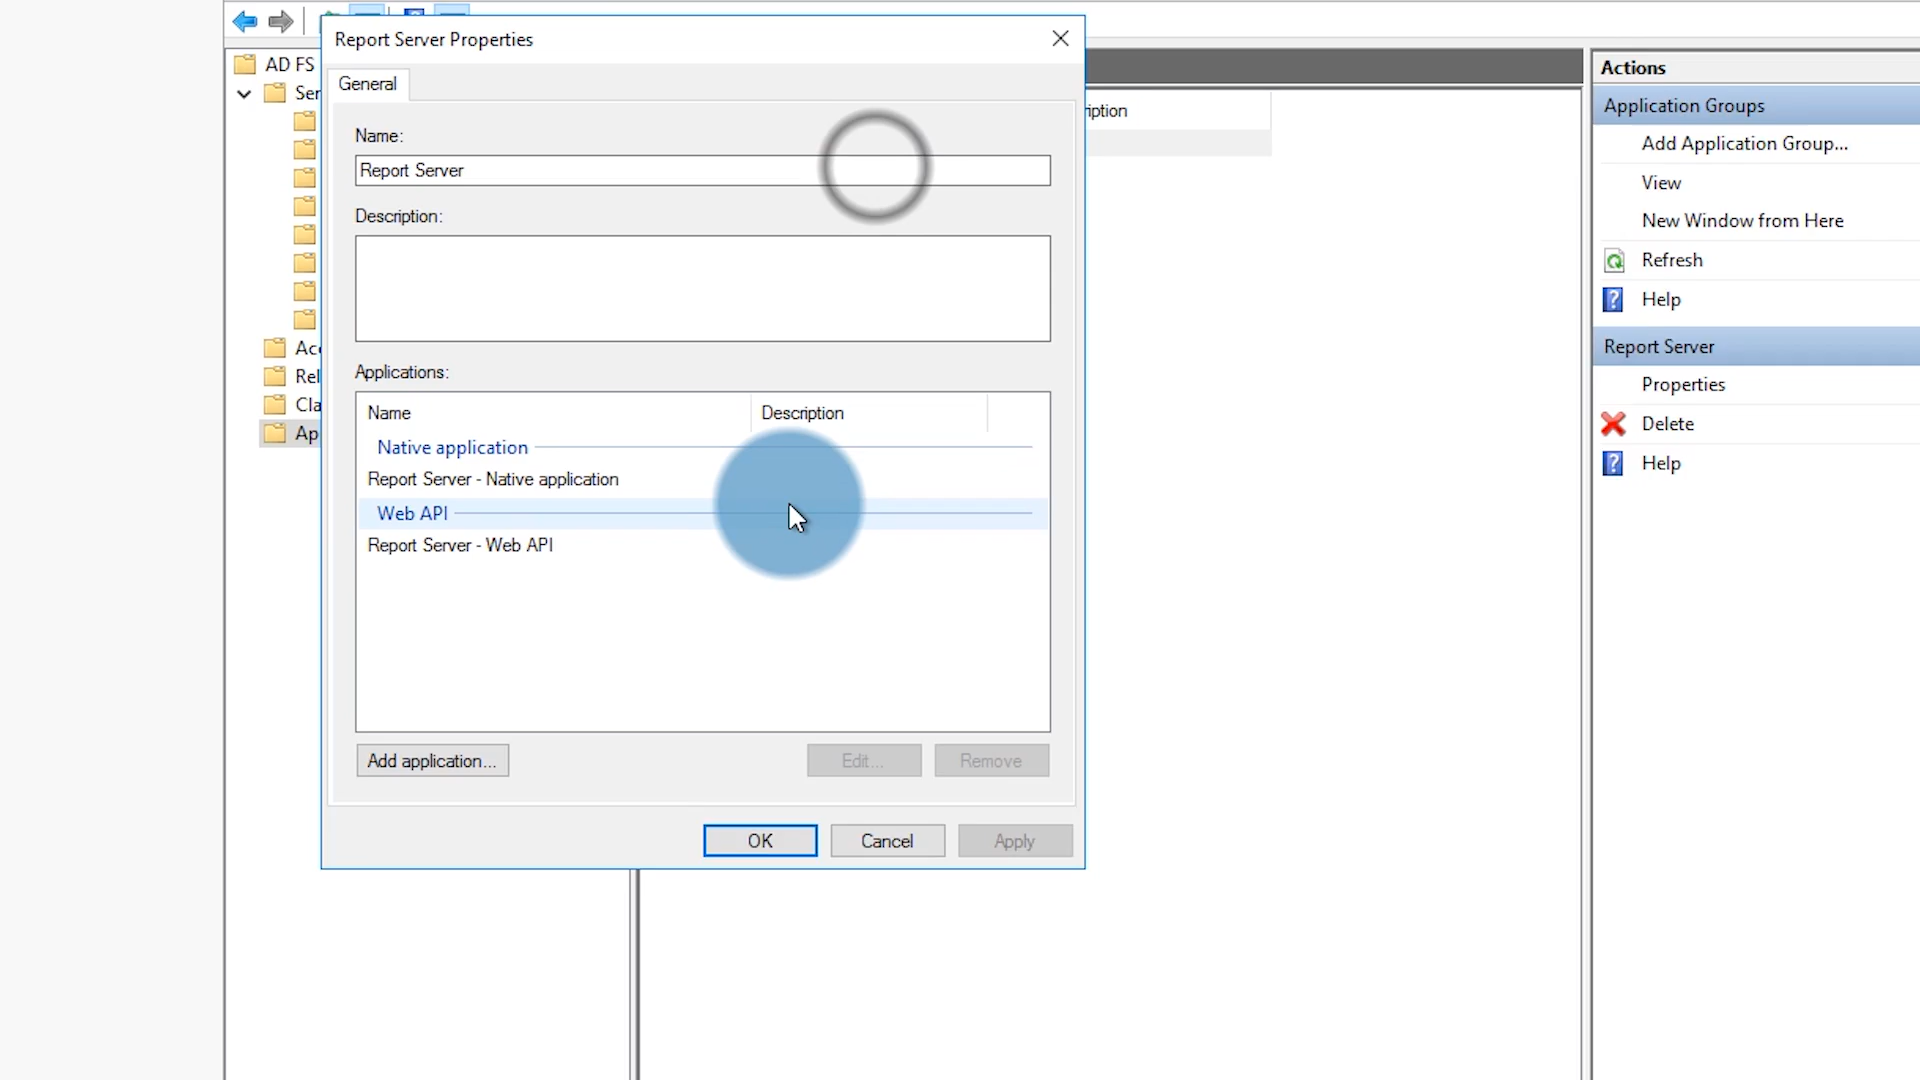 Report Server Properties
General
Name:
Report Server
Description:
Applications:
Name Description
Native application
Report Server - Native application
Web API
Report Server - Web API
Add application...
Edit...
Remove
OK
Cancel
Apply
AD FS
Ser
Acc
Rel
Cla
Ap
iption
Actions
Application Groups
Add Application Group...
View
New Window from Here
Refresh
Help
Report Server
Properties
Delete
Help